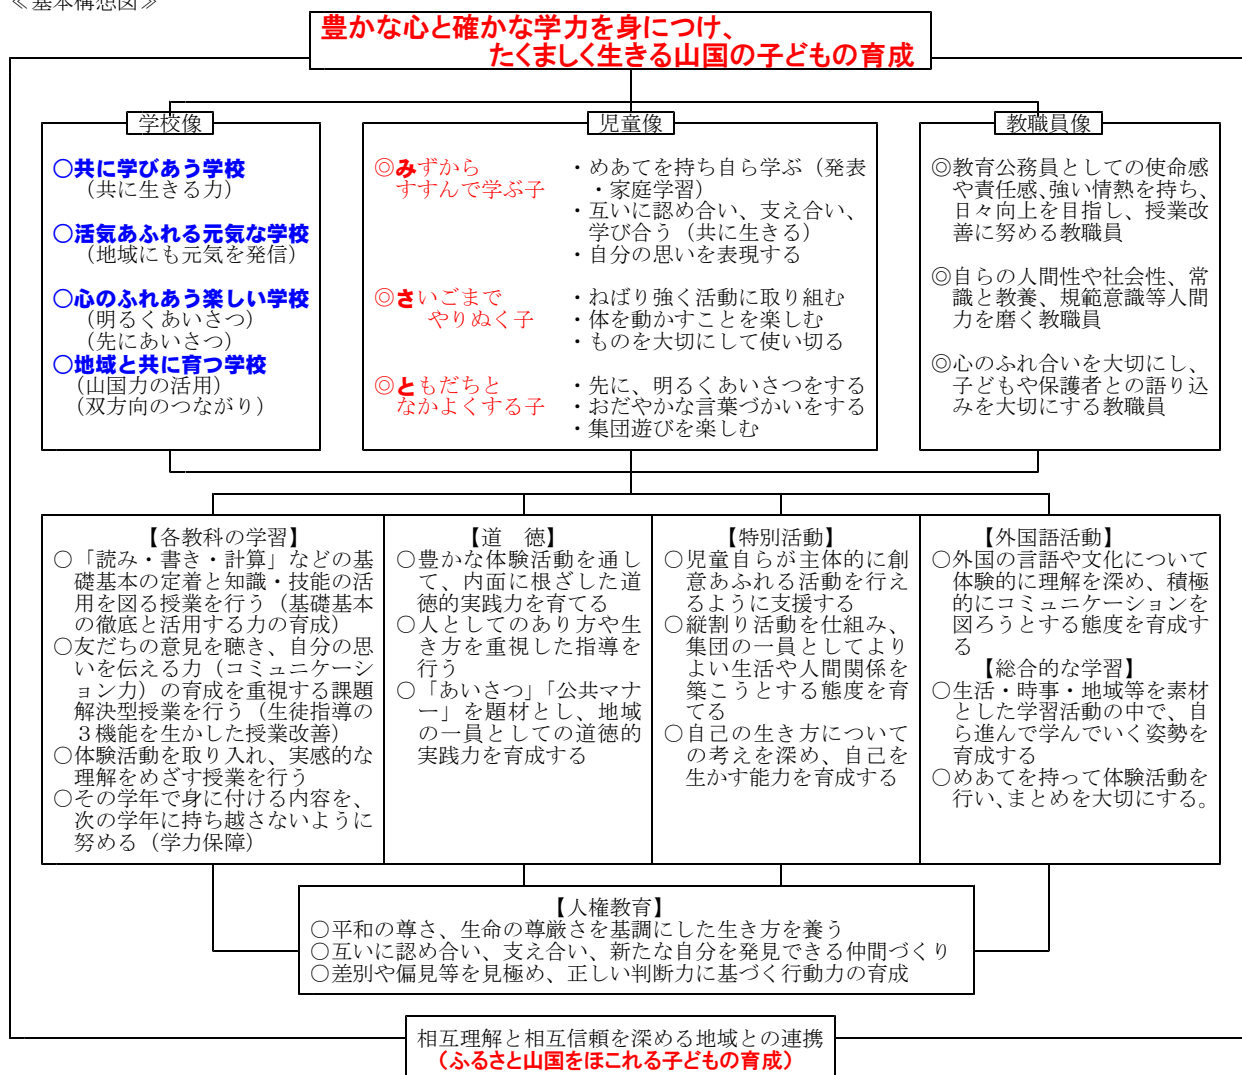 ≪基本構想図≫
豊かな心と確かな学力を身につけ、
たくましく生きる山国の子どもの育成
学校像
○共に学びあう学校
（共に生きる力）
○活気あふれる元気な学校
（地域にも元気を発信）
○心のふれあう楽しい学校
（明るくあいさつ）
（先にあいさつ）
○地域と共に育つ学校
（山国力の活用）
（双方向のつながり）
児童像
◎みずから
すすんで学ぶ子
・めあてを持ち自ら学ぶ（発表
・家庭学習）
・互いに認め合い、支え合い、
学び合う（共に生きる）
・自分の思いを表現する
◎さいごまで
やりぬく子
・ねばり強く活動に取り組む
・体を動かすことを楽しむ
・ものを大切にして使い切る
◎ともだちと
なかよくする子
・先に、明るくあいさつをする
・おだやかな言葉づかいをする
・集団遊びを楽しむ
教職員像
◎教育公務員としての使命感
や責任感、強い情熱を持ち、
日々向上を目指し、授業改
善に努める教職員
◎自らの人間性や社会性、常
識と教養、規範意識等人間
力を磨く教職員
◎心のふれ合いを大切にし、
子どもや保護者との語り込
みを大切にする教職員
【各教科の学習】
○「読み・書き・計算」などの基
礎基本の定着と知識・技能の活
用を図る授業を行う（基礎基本
の徹底と活用する力の育成）
○友だちの意見を聴き、自分の思
いを伝える力（コミュニケーシ
ョン力）の育成を重視する課題
解決型授業を行う（生徒指導の
３機能を生かした授業改善）
○体験活動を取り入れ、実感的な
理解をめざす授業を行う
○その学年で身に付ける内容を、
次の学年に持ち越さないように
努める（学力保障）
【道　徳】
○豊かな体験活動を通し
て、内面に根ざした道
徳的実践力を育てる
○人としてのあり方や生
き方を重視した指導を
行う
○「あいさつ」「公共マナ
ー」を題材とし、地域
の一員としての道徳的
実践力を育成する
【特別活動】
○児童自らが主体的に創
意あふれる活動を行え
るように支援する
○縦割り活動を仕組み、
集団の一員としてより
よい生活や人間関係を
築こうとする態度を育
てる
○自己の生き方について
の考えを深め、自己を
生かす能力を育成する
【外国語活動】
○外国の言語や文化について
体験的に理解を深め、積極
的にコミュニケーションを
図ろうとする態度を育成す
る
【総合的な学習】
○生活・時事・地域等を素材
とした学習活動の中で、自
ら進んで学んでいく姿勢を
育成する
○めあてを持って体験活動を
行い、まとめを大切にする。
【人権教育】
○平和の尊さ、生命の尊厳さを基調にした生き方を養う
○互いに認め合い、支え合い、新たな自分を発見できる仲間づくり
○差別や偏見等を見極め、正しい判断力に基づく行動力の育成
相互理解と相互信頼を深める地域との連携
（ふるさと山国をほこれる子どもの育成）